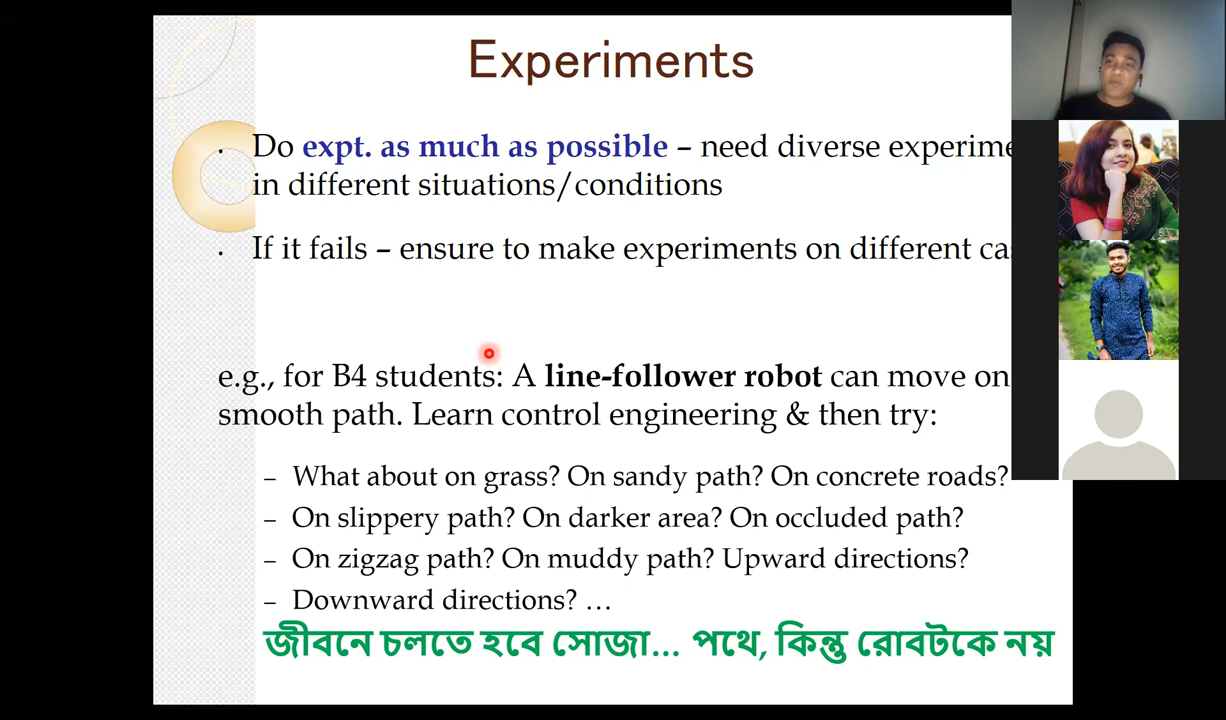 Experiments
Do expt. as much as possible – need diverse experime
in different situations/conditions
If it fails – ensure to make experiments on different ca
e.g., for B4 students: A line-follower robot can move on
smooth path. Learn control engineering & then try:
– What about on grass? On sandy path? On concrete roads?
– On slippery path? On darker area? On occluded path?
– On zigzag path? On muddy path? Upward directions?
– Downward directions? …
জীবনে চলতে হবে সোজা... পথে, কিন্তু রোবটকে নয়